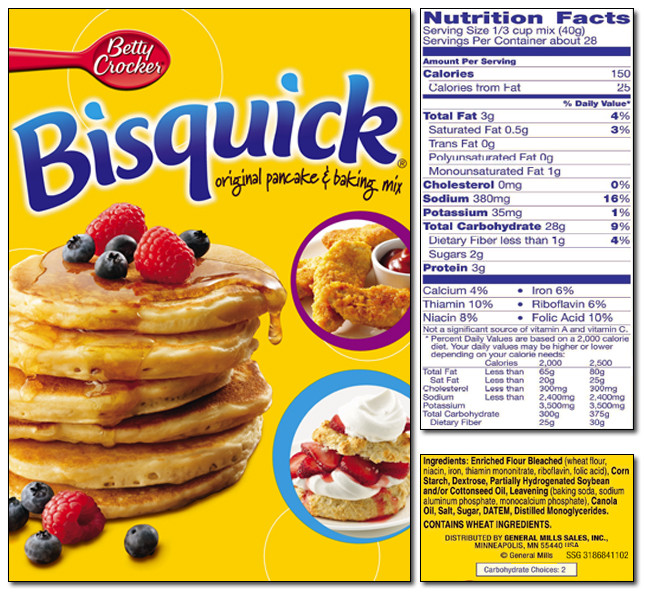 Betty
Crocker
Bisquick®
original pancake & baking mix
Nutrition Facts
Serving Size 1/3 cup mix (40g)
Servings Per Container about 28
Amount Per Serving
Calories 150
Calories from Fat 25
% Daily Value*
Total Fat 3g 4%
Saturated Fat 0.5g 3%
Trans Fat 0g
Polyunsaturated Fat 0g
Monounsaturated Fat 1g
Cholesterol 0mg 0%
Sodium 380mg 16%
Potassium 35mg 1%
Total Carbohydrate 28g 9%
Dietary Fiber less than 1g 4%
Sugars 2g
Protein 3g
Calcium 4% • Iron 6%
Thiamin 10% • Riboflavin 6%
Niacin 8% • Folic Acid 10%
Not a significant source of vitamin A and vitamin C.
* Percent Daily Values are based on a 2,000 calorie
diet. Your daily values may be higher or lower
depending on your calorie needs:
Calories 2,000 2,500
Total Fat Less than 65g 80g
Sat Fat Less than 20g 25g
Cholesterol Less than 300mg 300mg
Sodium Less than 2,400mg 2,400mg
Potassium 3,500mg 3,500mg
Total Carbohydrate 300g 375g
Dietary Fiber 25g 30g
Ingredients: Enriched Flour Bleached (wheat flour,
niacin, iron, thiamin mononitrate, riboflavin, folic acid), Corn
Starch, Dextrose, Partially Hydrogenated Soybean
and/or Cottonseed Oil, Leavening (baking soda, sodium
aluminum phosphate, monocalcium phosphate), Canola
Oil, Salt, Sugar, DATEM, Distilled Monoglycerides.
CONTAINS WHEAT INGREDIENTS.
DISTRIBUTED BY GENERAL MILLS SALES, INC.,
MINNEAPOLIS, MN 55440 USA
© General Mills SSG 3186841102
Carbohydrate Choices: 2